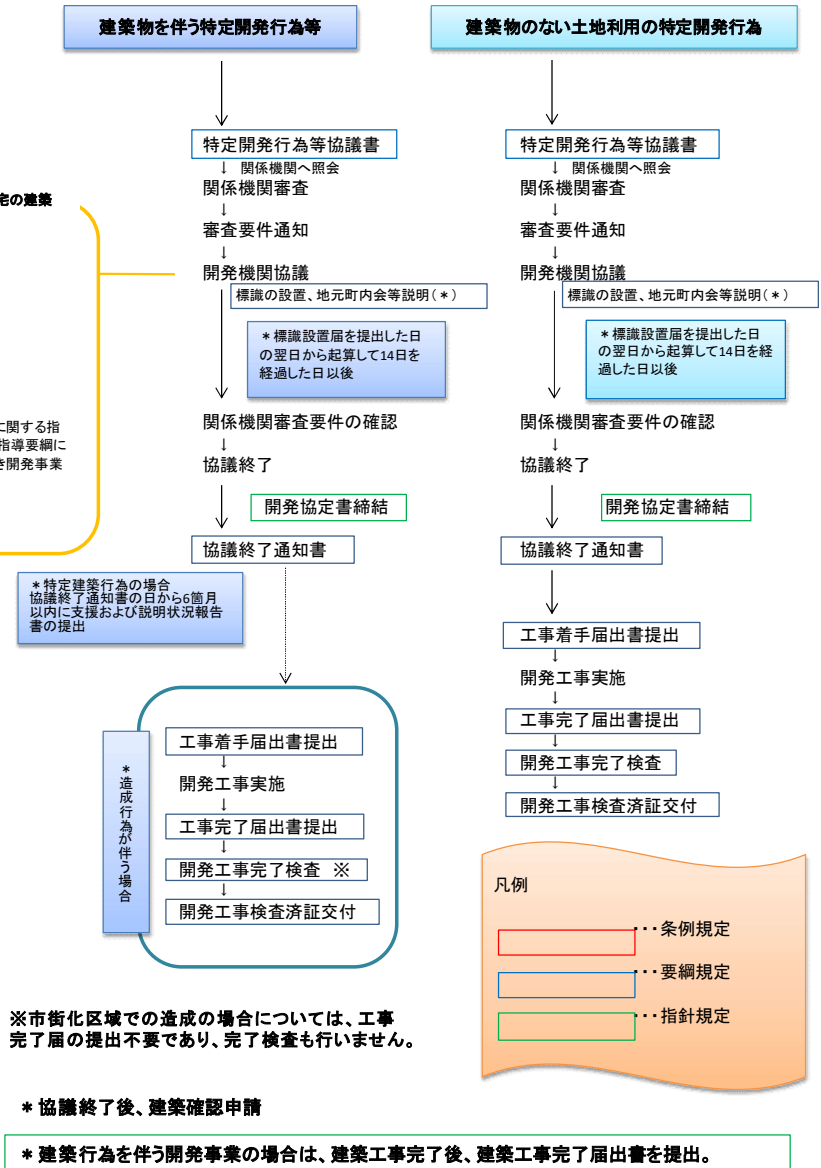 建築物を伴う特定開発行為等
特定開発行為等協議書
↓ 関係機関へ照会
関係機関審査
↓
審査要件通知
↓
開発機関協議
標識の設置、地元町内会等説明(*)
*標識設置届を提出した日
の翌日から起算して14日を
経過した日以後
関係機関審査要件の確認
↓
協議終了
開発協定書締結
協議終了通知書
*特定建築行為の場合
協議終了通知書の日から6箇月
以内に支援および説明状況報告
書の提出
*造成行為が伴う場合
工事着手届出書提出
↓
開発工事実施
↓
工事完了届出書提出
↓
開発工事完了検査 ※
↓
開発工事検査済証交付
宅の建築
に関する指
指導要綱に
き開発事業
建築物のない土地利用の特定開発行為
特定開発行為等協議書
↓ 関係機関へ照会
関係機関審査
↓
審査要件通知
↓
開発機関協議
標識の設置、地元町内会等説明(*)
*標識設置届を提出した日
の翌日から起算して14日を経
過した日以後
関係機関審査要件の確認
↓
協議終了
開発協定書締結
協議終了通知書
工事着手届出書提出
↓
開発工事実施
↓
工事完了届出書提出
↓
開発工事完了検査
↓
開発工事検査済証交付
凡例
・・・条例規定
・・・要綱規定
・・・指針規定
※市街化区域での造成の場合については、工事
完了届の提出不要であり、完了検査も行いません。
*協議終了後、建築確認申請
*建築行為を伴う開発事業の場合は、建築工事完了後、建築工事完了届出書を提出。